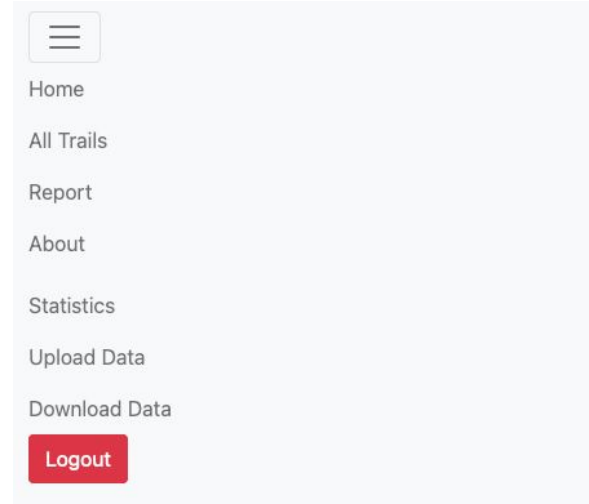 Home
All Trails
Report
About
Statistics
Upload Data
Download Data
Logout